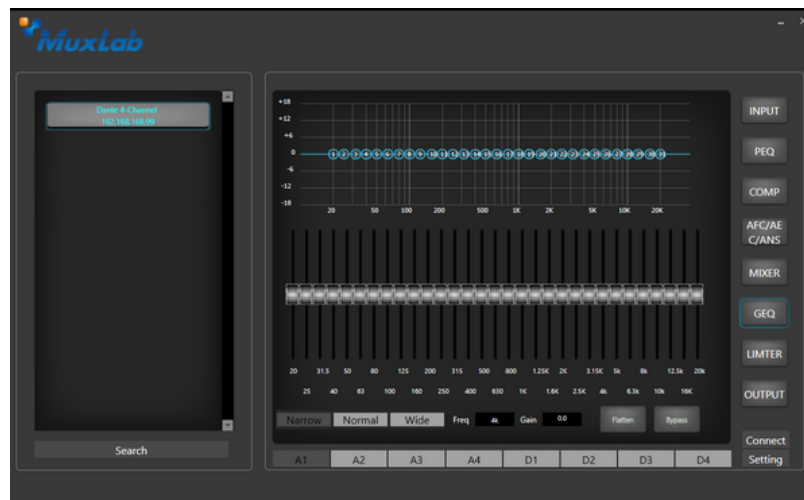 MuxLab
Dante 4-Channel
192.168.168.99
Search
+18
+12
+6
0
-6
-12
-18
20 50 100 200 500 1K 2K 5K 10K 20K
20 31.5 50 80 125 200 315 500 800 1.25K 2K 3.15K 5k 8k 12.5k 20k
25 40 63 100 160 250 400 630 1K 1.6K 2.5K 4k 6.3k 10k 16K
Narrow Normal Wide Freq 4k Gain 0.0 Flatten Bypass
A1 A2 A3 A4 D1 D2 D3 D4
INPUT
PEQ
COMP
AFC/AE
C/ANS
MIXER
GEQ
LIMTER
OUTPUT
Connect
Setting